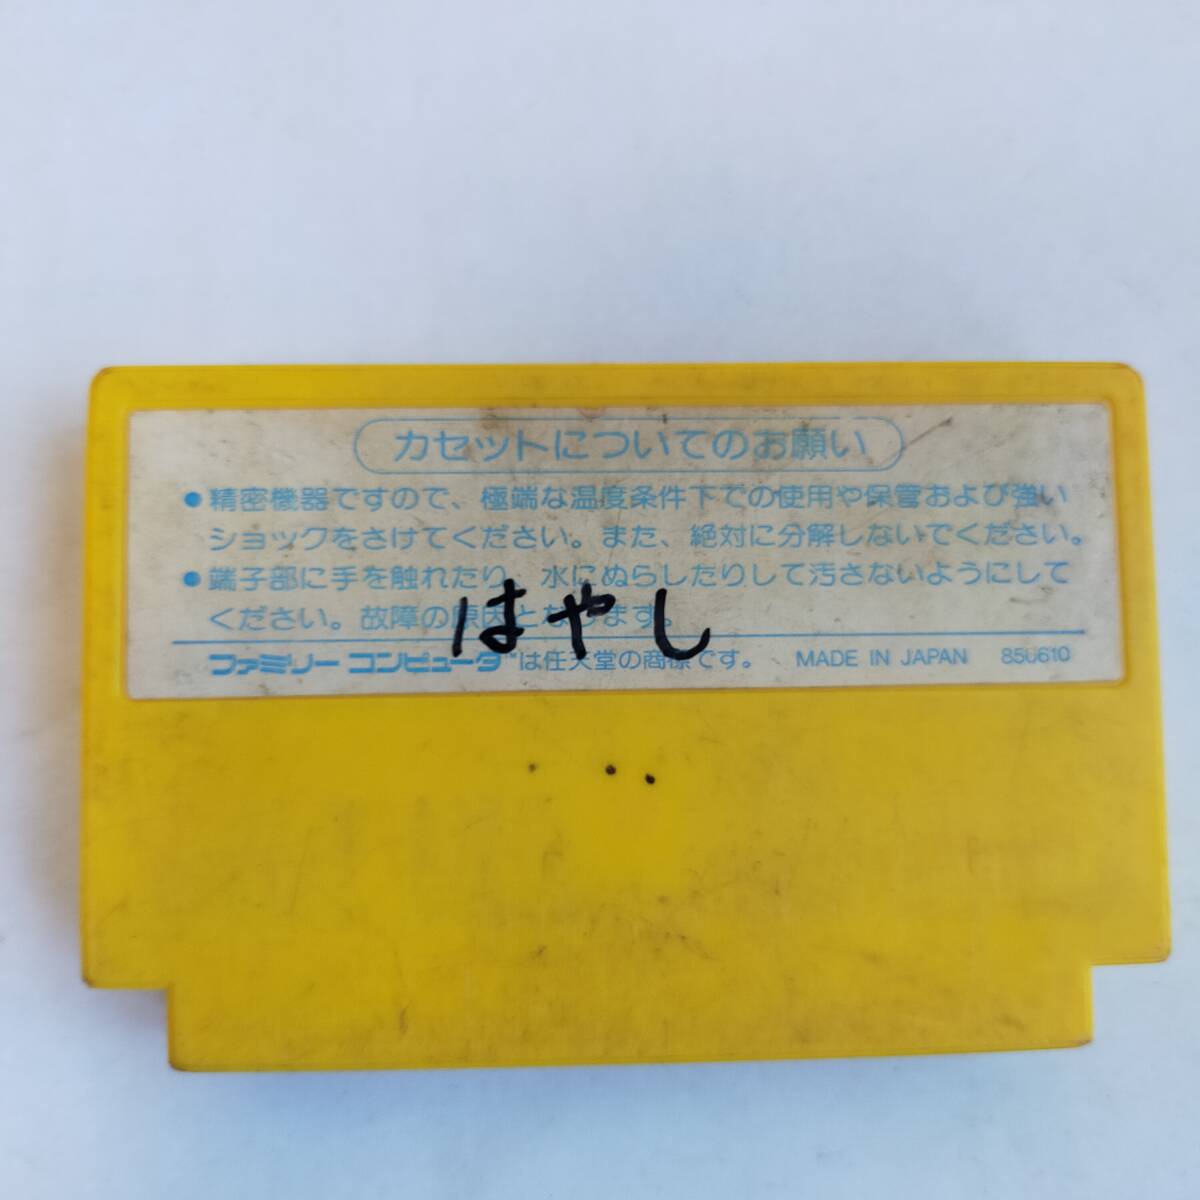 カセットについてのお願い
●精密機器ですので、極端な温度条件下での使用や保管および強い
ショックをさけてください。また、絶対に分解しないでください。
●端子部に手を触れたり、水にぬらしたりして汚さないようにして
ください。故障の原因となります。
はやし
ファミリーコンピュータ™は任天堂の商標です。 MADE IN JAPAN 850610